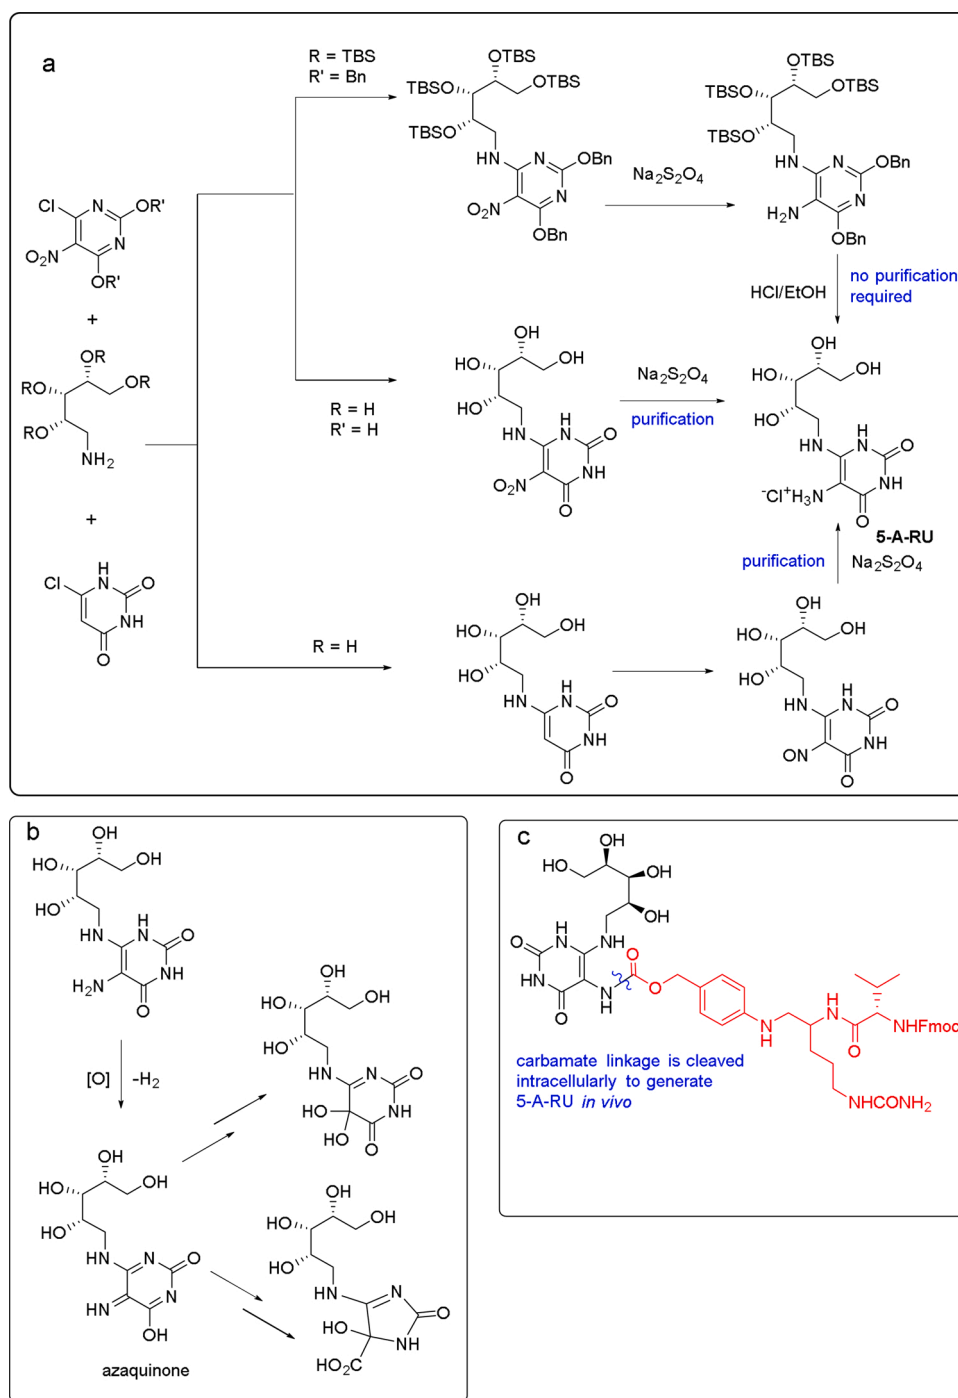 a
R = TBS
R' = Bn
OTBS
TBSO
OTBS
TBSO
HN
N
OBn
N
O₂N
OBn
Na₂S₂O₄
OTBS
TBSO
OTBS
TBSO
HN
N
OBn
N
H₂N
OBn
Cl
N
OR'
N
O₂N
OR'
+
OR
RO
OR
RO
NH₂
+
Cl
H
N
O
NH
O
HCl/EtOH
no purification
required
R = H
R' = H
OH
HO
OH
HO
HN
H
N
O
NH
NO₂
O
Na₂S₂O₄
purification
OH
HO
OH
HO
HN
H
N
O
NH
⁻Cl⁺H₃N
O
5-A-RU
purification
Na₂S₂O₄
R = H
OH
HO
OH
HO
HN
H
N
O
NH
O
OH
HO
OH
HO
HN
H
N
O
NH
ON
O
b
OH
HO
OH
HO
HN
H
N
O
NH
H₂N
O
[O]
-H₂
OH
HO
OH
HO
HN
N
O
N
HN
OH
azaquinone
OH
HO
OH
HO
HN
N
O
NH
HO
HO
O
OH
HO
OH
HO
HN
N
O
HO
NH
HO₂C
c
OH
HO
OH
OH
O
H
N
HN
HN
O
N
H
O
O
N
H
H
N
O
NHFmoc
NHCONH₂
carbamate linkage is cleaved
intracellularly to generate
5-A-RU in vivo